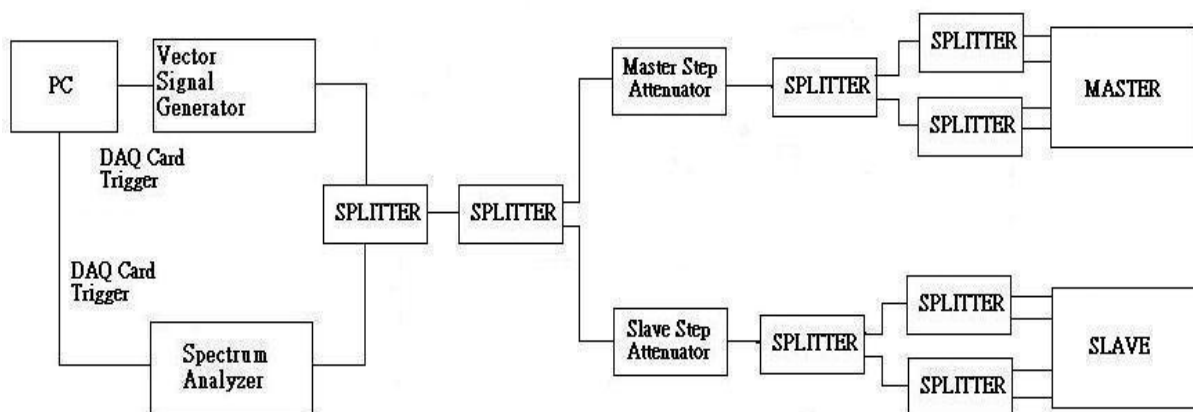 PC
Vector
Signal
Generator
DAQ Card
Trigger
DAQ Card
Trigger
Spectrum
Analyzer
SPLITTER
SPLITTER
Master Step
Attenuator
SPLITTER
SPLITTER
SPLITTER
MASTER
Slave Step
Attenuator
SPLITTER
SPLITTER
SPLITTER
SLAVE